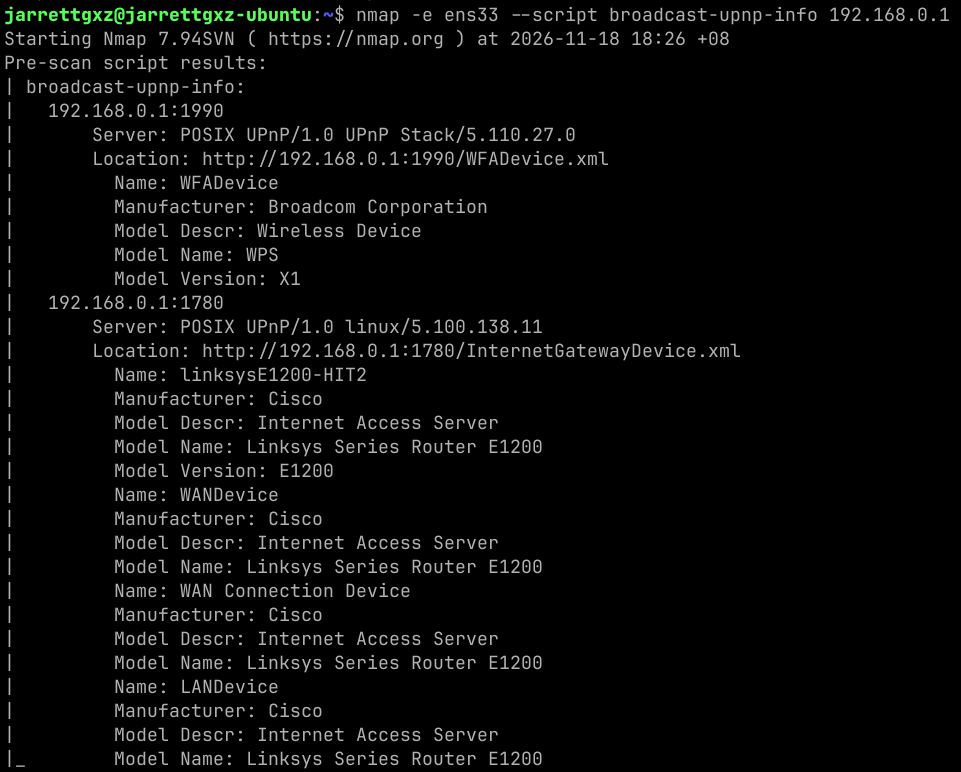 jarrettgxz@jarrettgxz-ubuntu:~$ nmap -e ens33 --script broadcast-upnp-info 192.168.0.1
Starting Nmap 7.94SVN ( https://nmap.org ) at 2026-11-18 18:26 +08
Pre-scan script results:
| broadcast-upnp-info:
|   192.168.0.1:1990
|       Server: POSIX UPnP/1.0 UPnP Stack/5.110.27.0
|       Location: http://192.168.0.1:1990/WFADevice.xml
|         Name: WFADevice
|         Manufacturer: Broadcom Corporation
|         Model Descr: Wireless Device
|         Model Name: WPS
|         Model Version: X1
|   192.168.0.1:1780
|       Server: POSIX UPnP/1.0 linux/5.100.138.11
|       Location: http://192.168.0.1:1780/InternetGatewayDevice.xml
|         Name: linksysE1200-HIT2
|         Manufacturer: Cisco
|         Model Descr: Internet Access Server
|         Model Name: Linksys Series Router E1200
|         Model Version: E1200
|         Name: WANDevice
|         Manufacturer: Cisco
|         Model Descr: Internet Access Server
|         Model Name: Linksys Series Router E1200
|         Name: WAN Connection Device
|         Manufacturer: Cisco
|         Model Descr: Internet Access Server
|         Model Name: Linksys Series Router E1200
|         Name: LANDevice
|         Manufacturer: Cisco
|         Model Descr: Internet Access Server
|_        Model Name: Linksys Series Router E1200